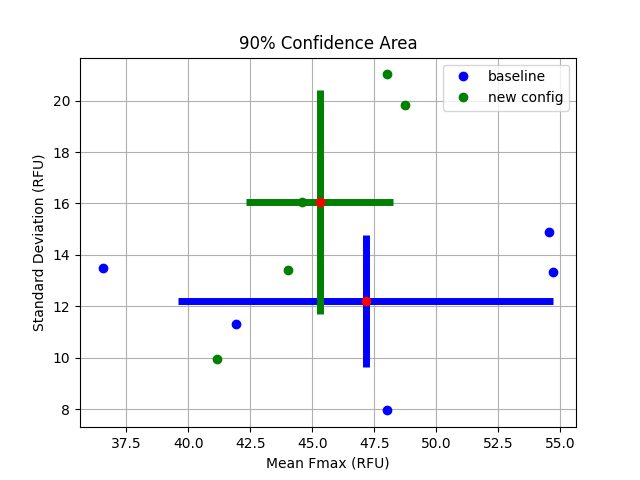 90% Confidence Area
baseline
new config
Standard Deviation (RFU)
20
18
16
14
12
10
8
37.5 40.0 42.5 45.0 47.5 50.0 52.5 55.0
Mean Fmax (RFU)